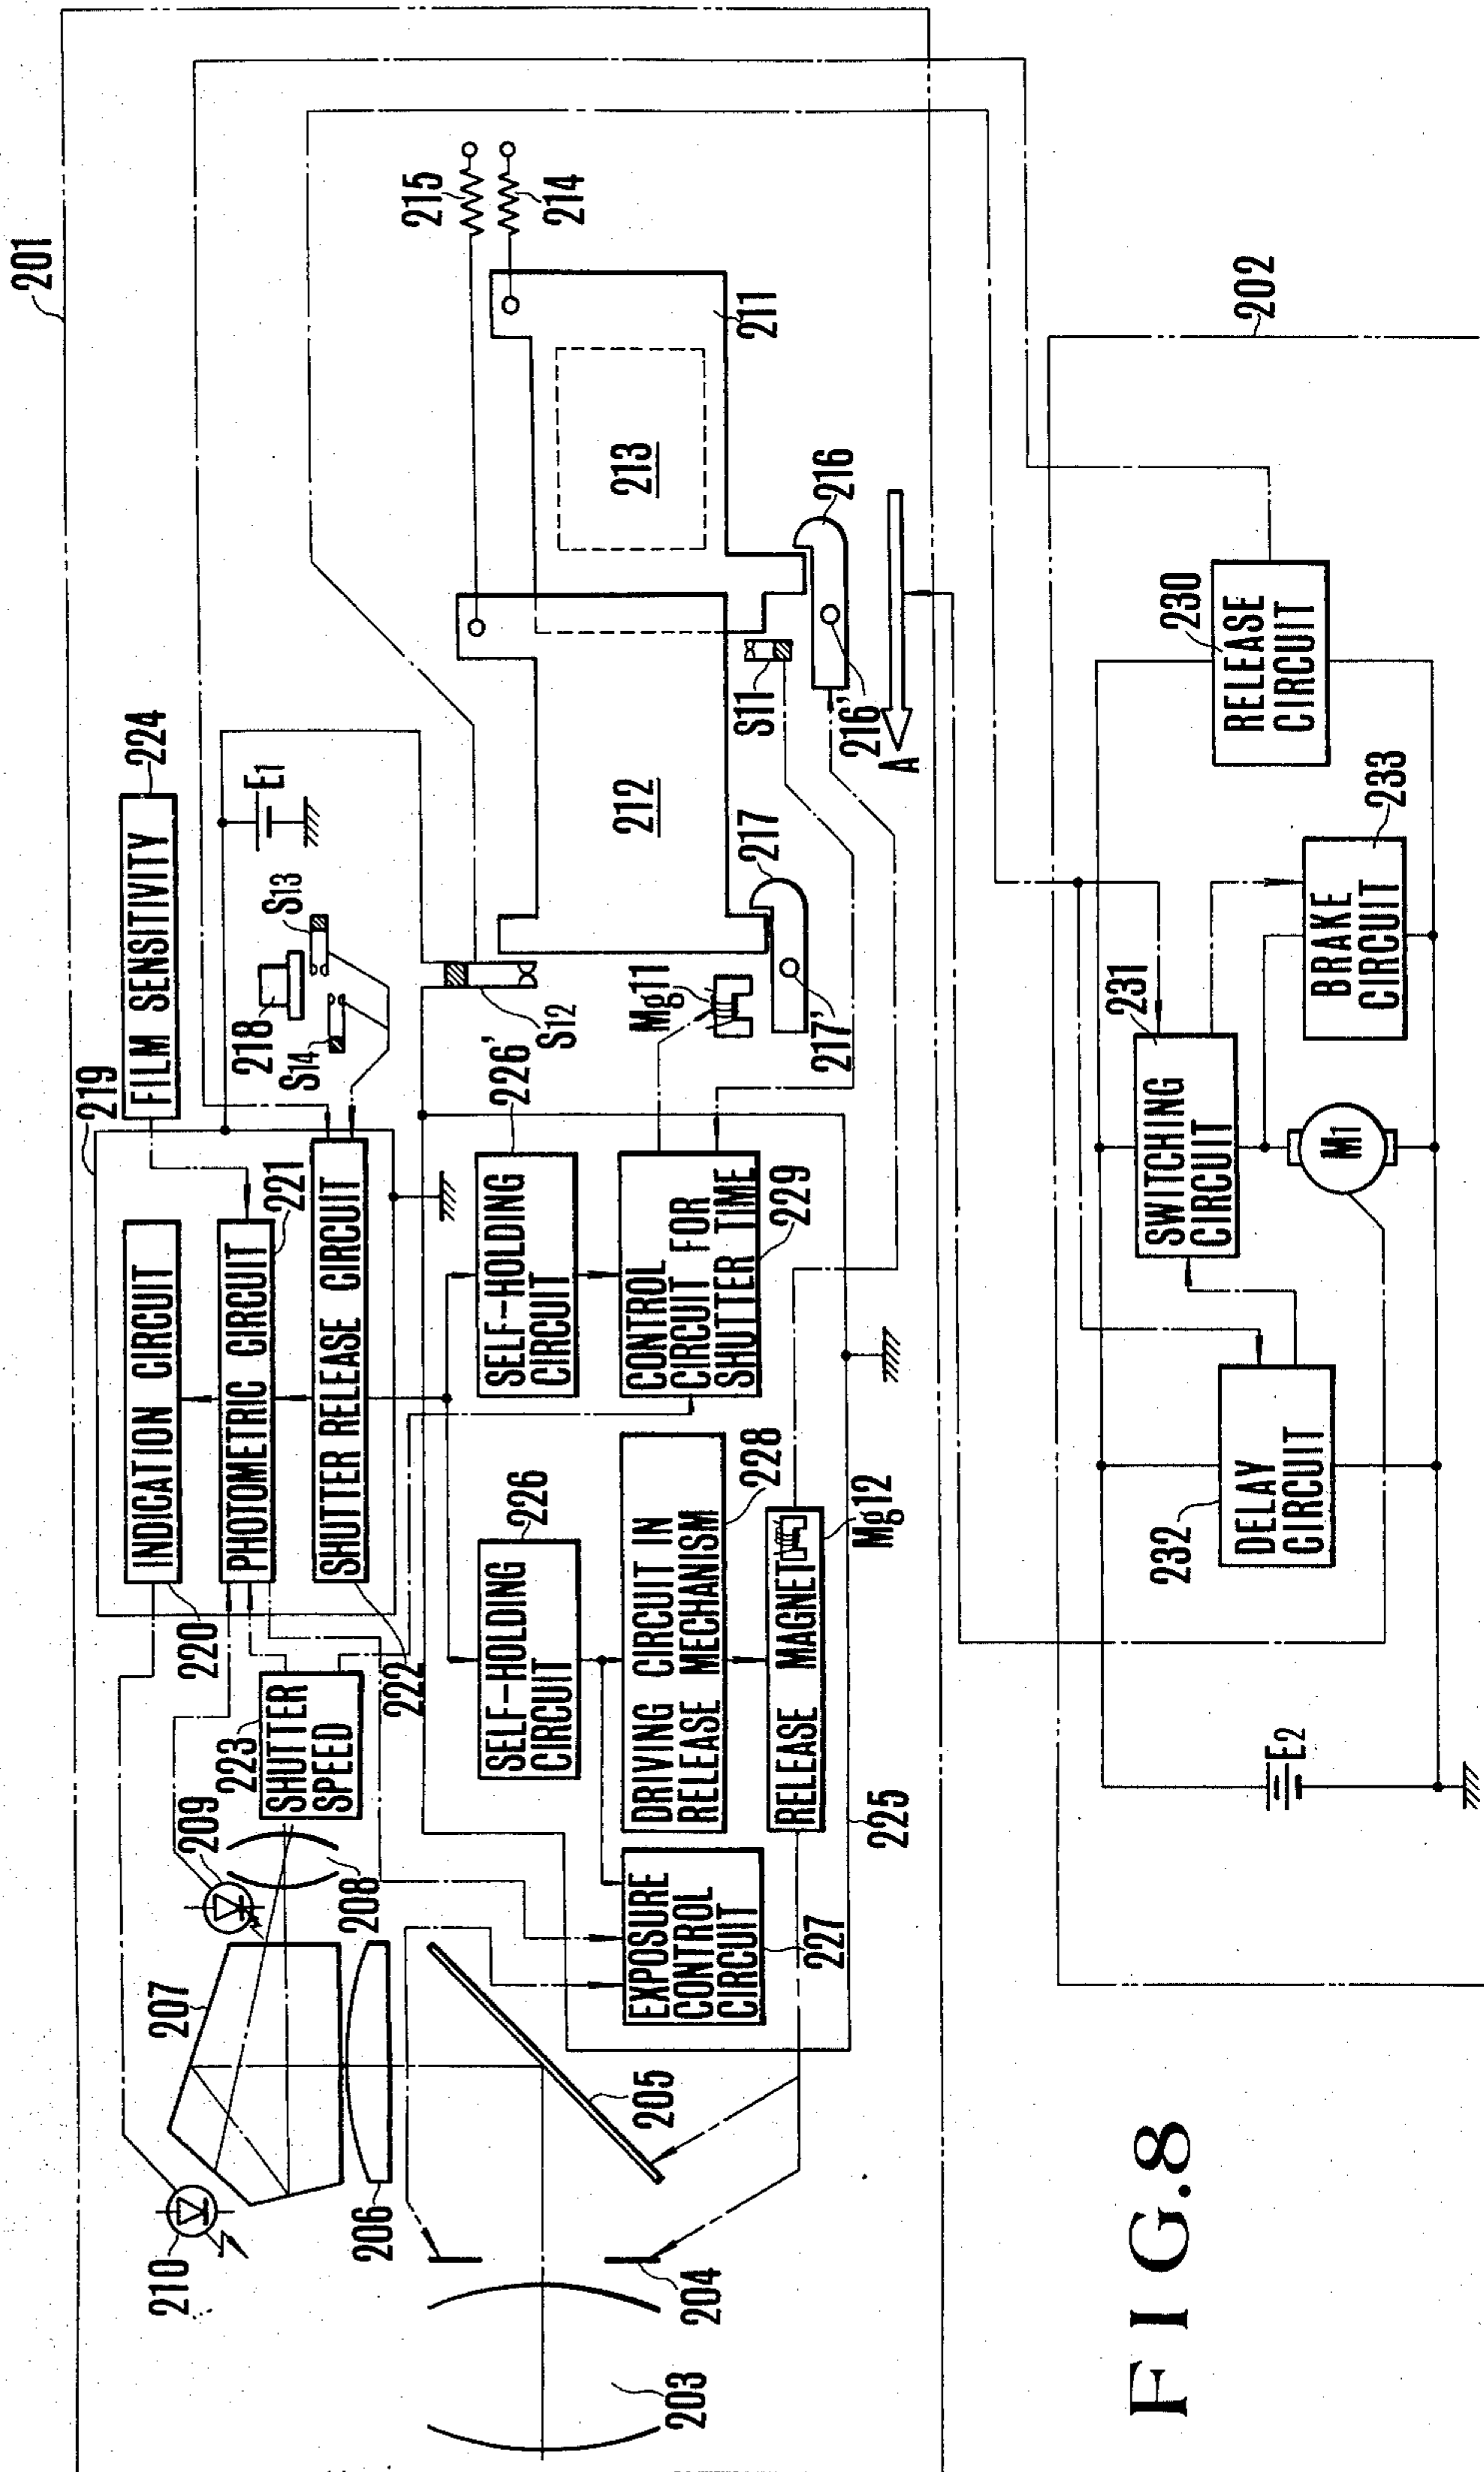 201
219
FILM SENSITIVITY
224
INDICATION CIRCUIT
220
PHOTOMETRIC CIRCUIT
221
SHUTTER RELEASE CIRCUIT
222
210
207
209
208
223
SHUTTER
SPEED
218
S13
S14
E1
206
205
204
203
SELF-HOLDING
CIRCUIT
226
SELF-HOLDING
CIRCUIT
226'
S12
215
214
211
212
213
EXPOSURE
CONTROL
CIRCUIT
227
DRIVING CIRCUIT IN
RELEASE MECHANISM
228
RELEASE MAGNET
Mg12
225
CONTROL
CIRCUIT FOR
SHUTTER TIME
229
Mg11
217
217'
S11
216
216'
A
202
E2
232
DELAY
CIRCUIT
SWITCHING
CIRCUIT
231
M1
BRAKE
CIRCUIT
233
230
RELEASE
CIRCUIT
FIG.8